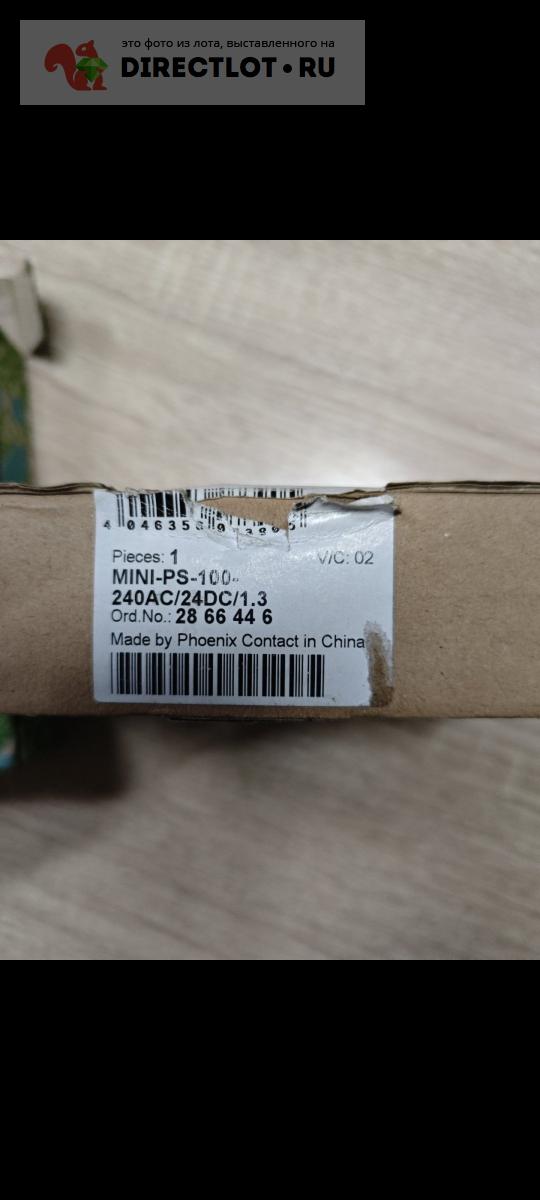 это фото из лота, выставленного на
DIRECTLOT.RU
Pieces: 1
V/C: 02
MINI-PS-100-
240AC/24DC/1.3
Ord.No.: 28 66 44 6
Made by Phoenix Contact in China